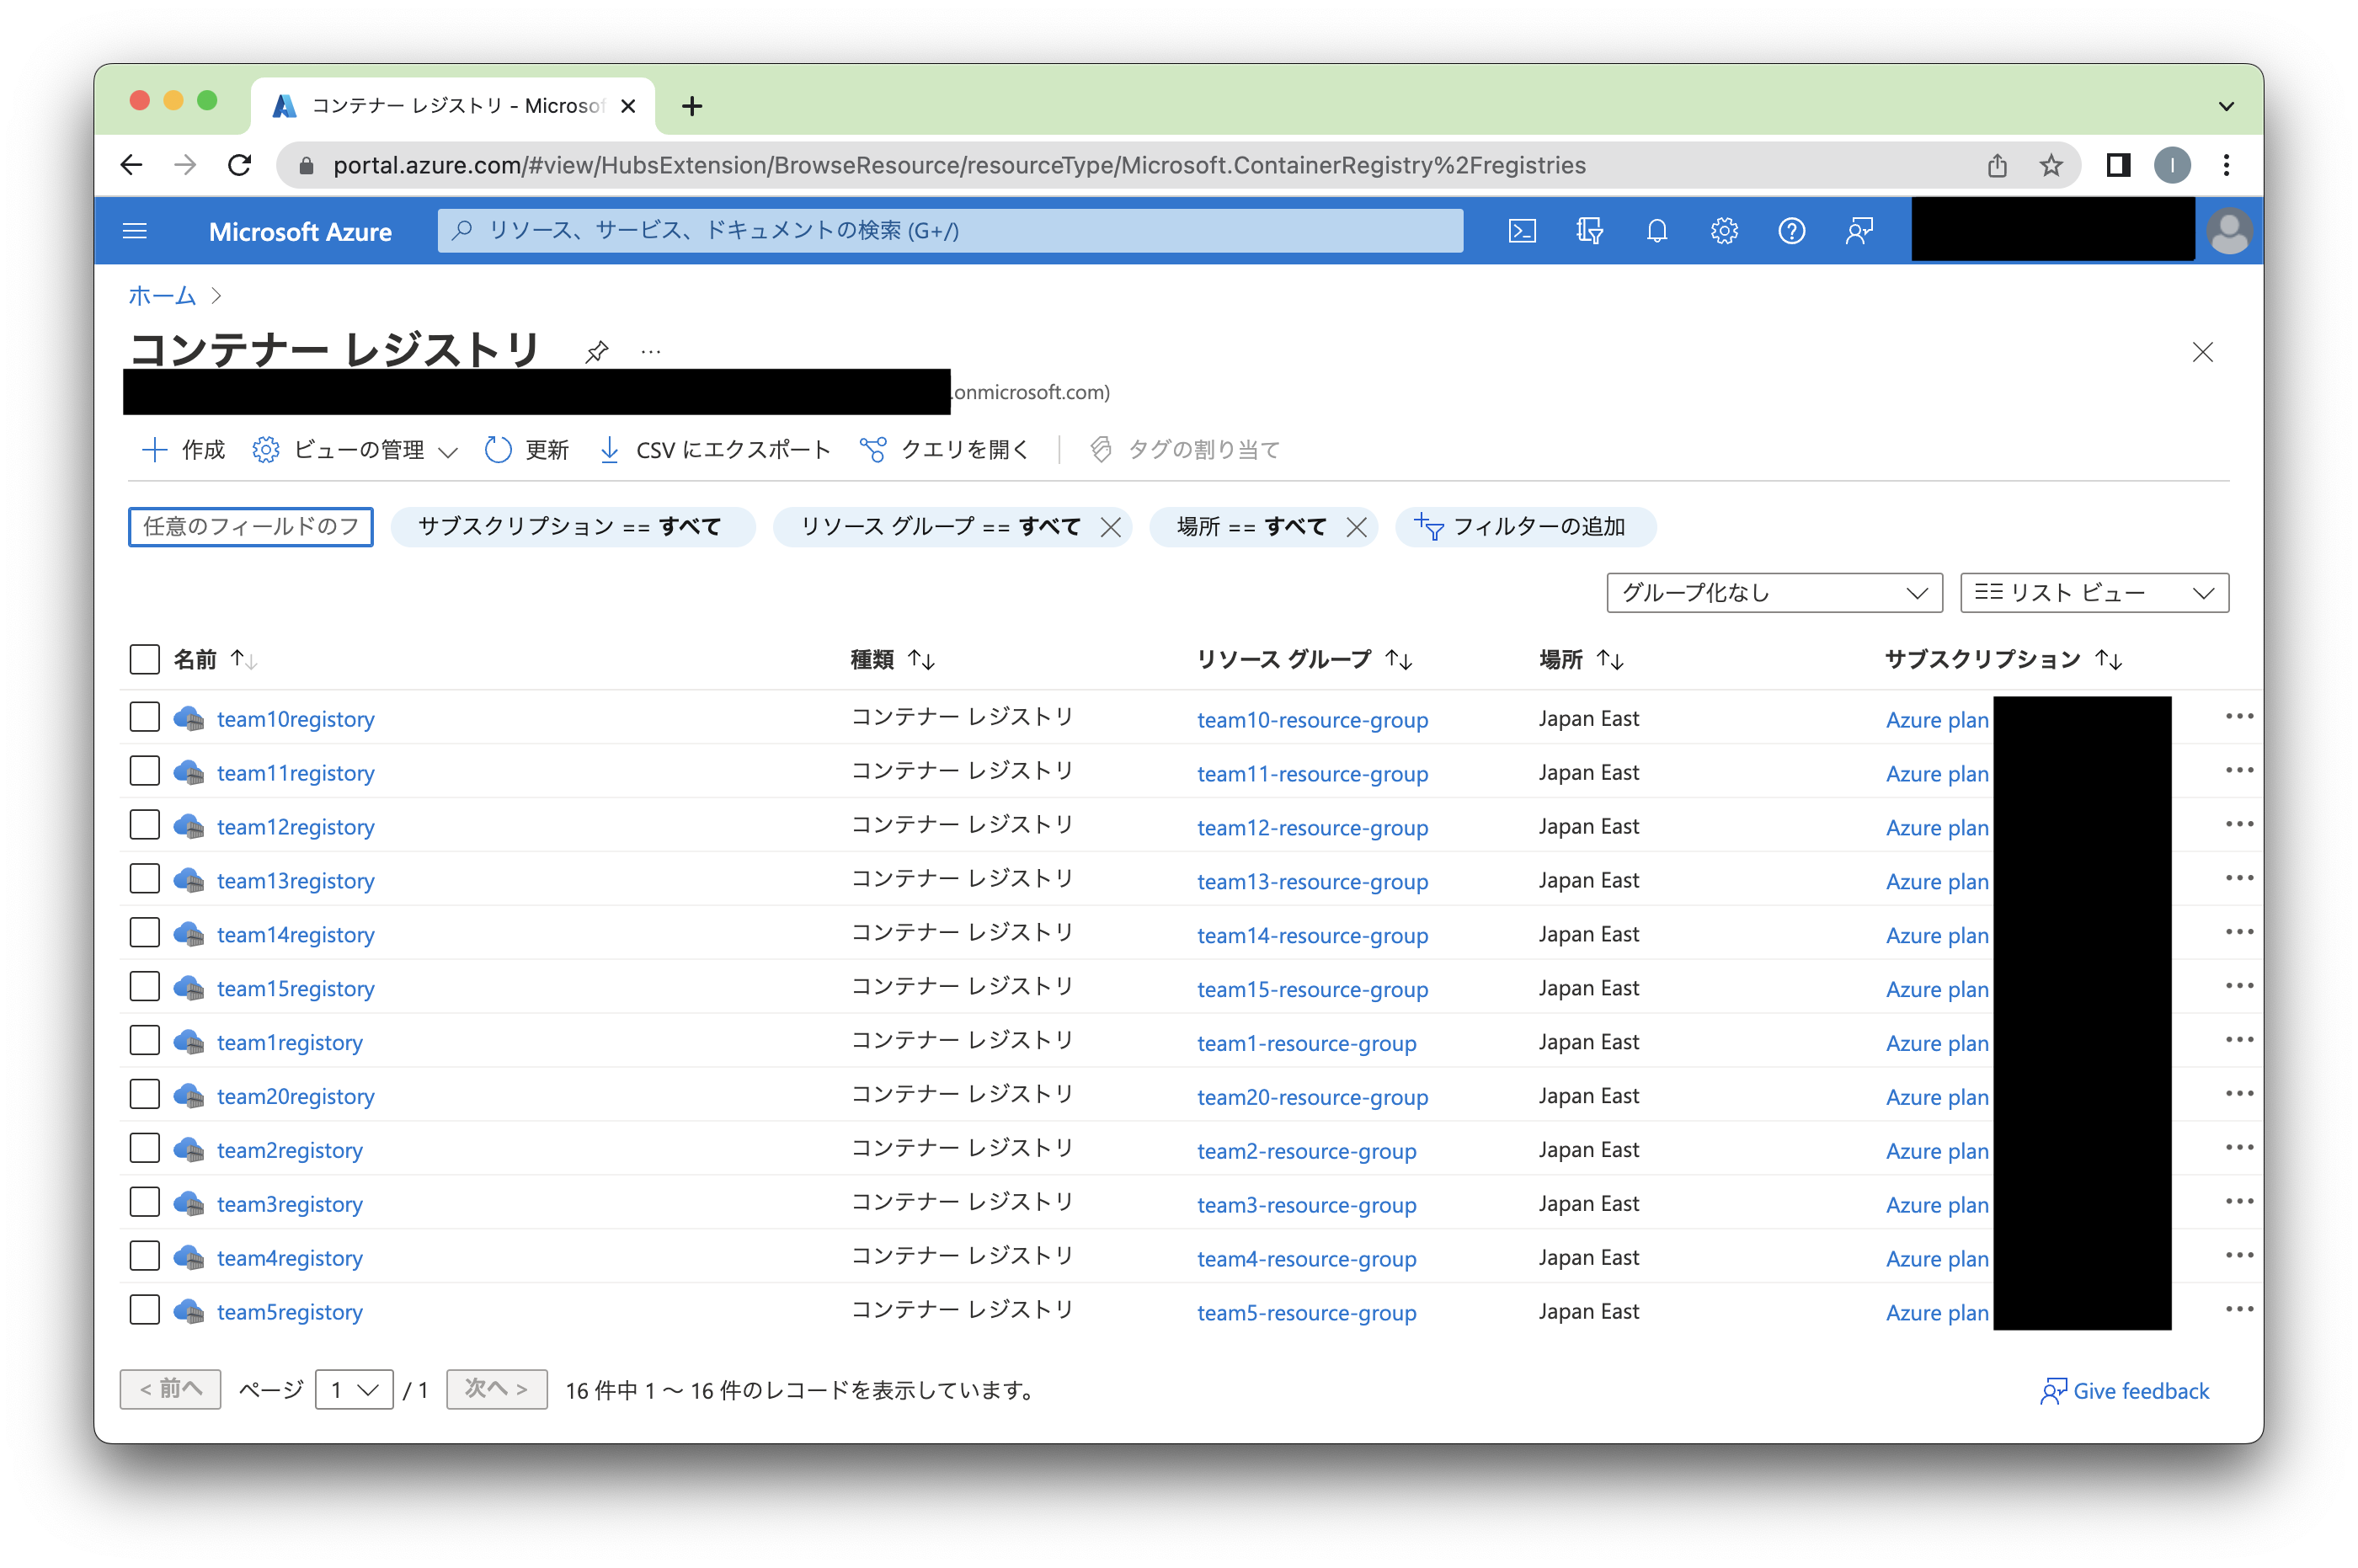 コンテナー レジストリ - Microsof
portal.azure.com/#view/HubsExtension/BrowseResource/resourceType/Microsoft.ContainerRegistry%2Fregistries
I
Microsoft Azure
リソース、サービス、ドキュメントの検索 (G+/)
ホーム >
コンテナー レジストリ ...
.onmicrosoft.com)
+ 作成 ビューの管理 更新 CSV にエクスポート クエリを開く タグの割り当て
任意のフィールドのフ サブスクリプション == すべて リソース グループ == すべて 場所 == すべて フィルターの追加
グループ化なし リスト ビュー
名前 ↑↓ 種類 ↑↓ リソース グループ ↑↓ 場所 ↑↓ サブスクリプション ↑↓
team10registory コンテナー レジストリ team10-resource-group Japan East Azure plan ...
team11registory コンテナー レジストリ team11-resource-group Japan East Azure plan ...
team12registory コンテナー レジストリ team12-resource-group Japan East Azure plan ...
team13registory コンテナー レジストリ team13-resource-group Japan East Azure plan ...
team14registory コンテナー レジストリ team14-resource-group Japan East Azure plan ...
team15registory コンテナー レジストリ team15-resource-group Japan East Azure plan ...
team1registory コンテナー レジストリ team1-resource-group Japan East Azure plan ...
team20registory コンテナー レジストリ team20-resource-group Japan East Azure plan ...
team2registory コンテナー レジストリ team2-resource-group Japan East Azure plan ...
team3registory コンテナー レジストリ team3-resource-group Japan East Azure plan ...
team4registory コンテナー レジストリ team4-resource-group Japan East Azure plan ...
team5registory コンテナー レジストリ team5-resource-group Japan East Azure plan ...
< 前へ ページ 1 / 1 次へ > 16 件中 1 ～ 16 件のレコードを表示しています。 Give feedback